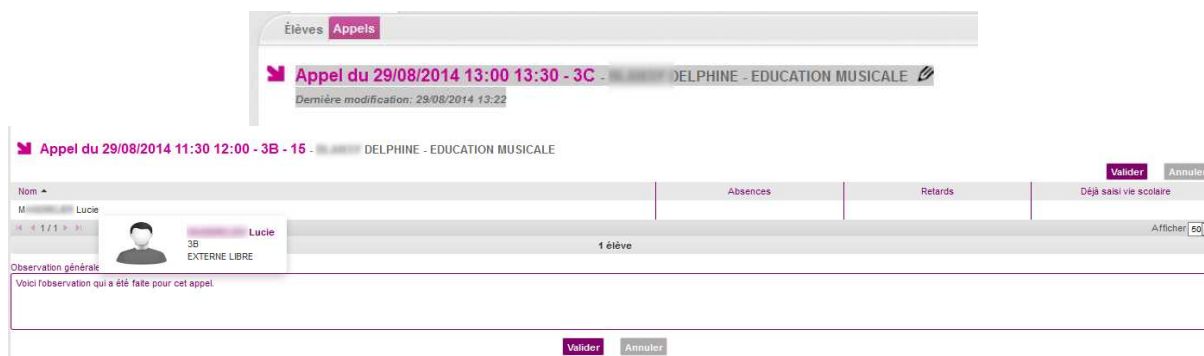 Élèves Appels
Appel du 29/08/2014 13:00 13:30 - 3C - DELPHINE - EDUCATION MUSICALE
Dernière modification: 29/08/2014 13:22
Appel du 29/08/2014 11:30 12:00 - 3B - 15 - DELPHINE - EDUCATION MUSICALE
Valider Annuler
Nom Absences Retards Déjà saisi vie scolaire
M Lucie
1 / 1 Afficher 50
Lucie
3B
EXTERNE LIBRE
1 élève
Observation générale
Voici l'observation qui a été faite pour cet appel.
Valider Annuler